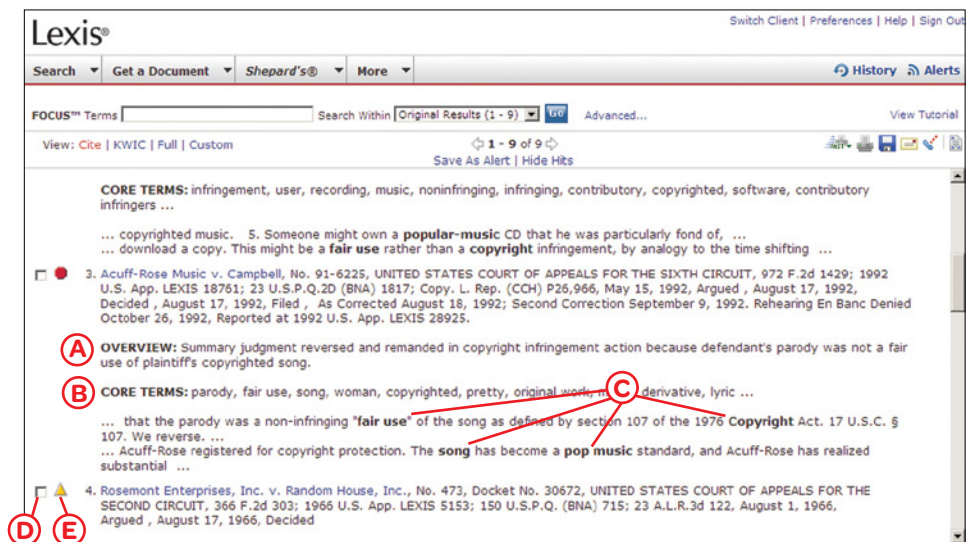 Switch Client | Preferences | Help | Sign Out
Lexis®
Search Get a Document Shepard's® More History Alerts
FOCUS™ Terms Search Within Original Results (1 - 9) Go Advanced... View Tutorial
View: Cite | KWIC | Full | Custom 1 - 9 of 9
Save As Alert | Hide Hits
CORE TERMS: infringement, user, recording, music, noninfringing, infringing, contributory, copyrighted, software, contributory
infringers ...
... copyrighted music. 5. Someone might own a popular-music CD that he was particularly fond of, ...
... download a copy. This might be a fair use rather than a copyright infringement, by analogy to the time shifting ...
3. Acuff-Rose Music v. Campbell, No. 91-6225, UNITED STATES COURT OF APPEALS FOR THE SIXTH CIRCUIT, 972 F.2d 1429; 1992
U.S. App. LEXIS 18761; 23 U.S.P.Q.2D (BNA) 1817; Copy. L. Rep. (CCH) P26,966, May 15, 1992, Argued , August 17, 1992,
Decided , August 17, 1992, Filed , As Corrected August 18, 1992; Second Correction September 9, 1992. Rehearing En Banc Denied
October 26, 1992, Reported at 1992 U.S. App. LEXIS 28925.
A OVERVIEW: Summary judgment reversed and remanded in copyright infringement action because defendant's parody was not a fair
use of plaintiff's copyrighted song.
B CORE TERMS: parody, fair use, song, woman, copyrighted, pretty, original work, C derivative, lyric ...
... that the parody was a non-infringing "fair use" of the song as defined by section 107 of the 1976 Copyright Act. 17 U.S.C. §
107. We reverse. ...
... Acuff-Rose registered for copyright protection. The song has become a pop music standard, and Acuff-Rose has realized
substantial ...
4. Rosemont Enterprises, Inc. v. Random House, Inc., No. 473, Docket No. 30672, UNITED STATES COURT OF APPEALS FOR THE
SECOND CIRCUIT, 366 F.2d 303; 1966 U.S. App. LEXIS 5153; 150 U.S.P.Q. (BNA) 715; 23 A.L.R.3d 122, August 1, 1966,
Argued , August 17, 1966, Decided
D E